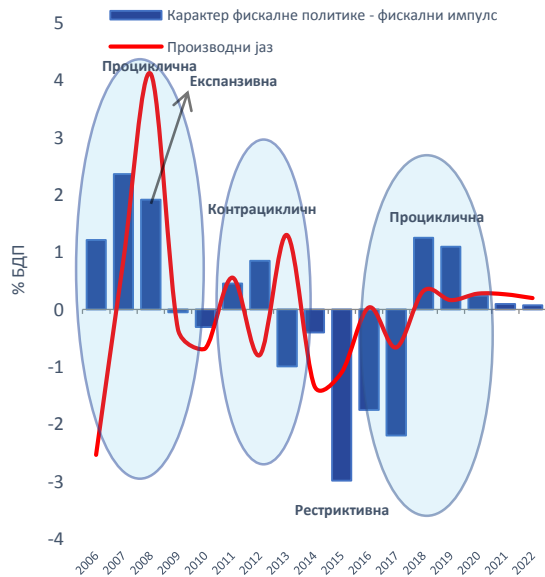 5
Карактер фискалне политике - фискални импулс
Производни јаз
Проциклична
4
Експанзивна
3
2
Контрацикличн
Проциклична
1
% БДП
0
-1
-2
-3
Рестриктивна
-4
2006 2007 2008 2009 2010 2011 2012 2013 2014 2015 2016 2017 2018 2019 2020 2021 2022